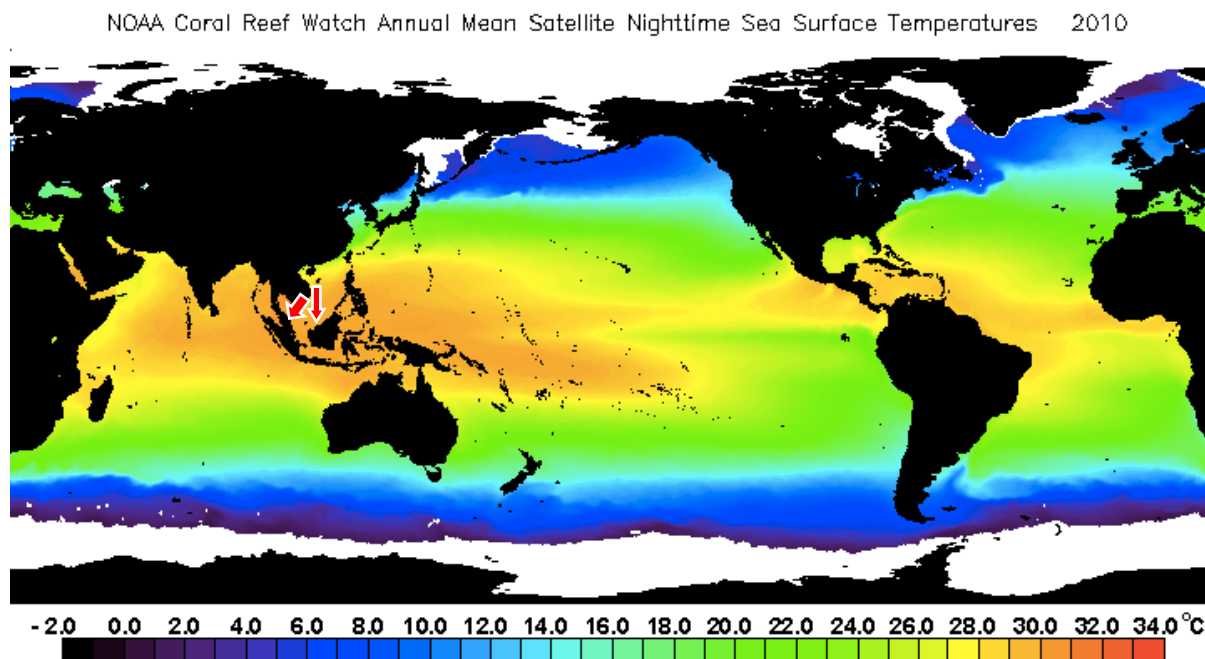 NOAA Coral Reef Watch Annual Mean Satellite Nighttime Sea Surface Temperatures 2010
-2.0 0.0 2.0 4.0 6.0 8.0 10.0 12.0 14.0 16.0 18.0 20.0 22.0 24.0 26.0 28.0 30.0 32.0 34.0 °C